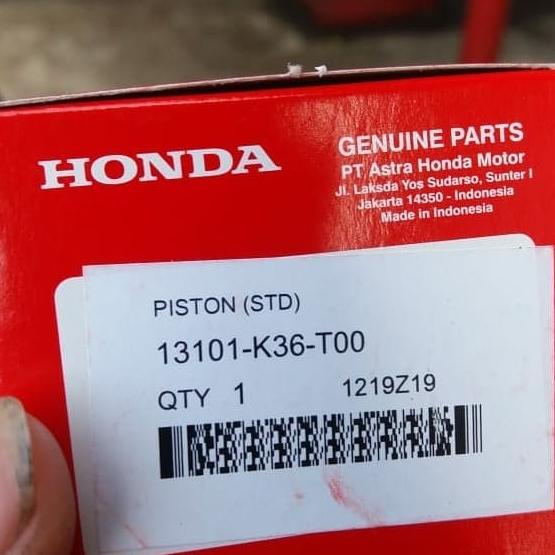 HONDA
GENUINE PARTS
PT Astra Honda Motor
Jl. Laksda Yos Sudarso, Sunter I
Jakarta 14350 - Indonesia
Made in Indonesia
PISTON (STD)
13101-K36-T00
QTY 1 1219Z19